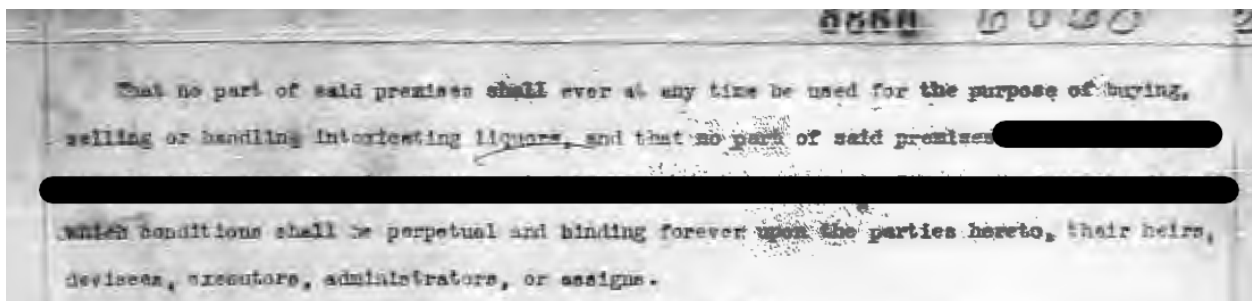 That no part of said premises shall ever at any time be used for the purpose of buying,
selling or handling intoxicating liquors, and that no part of said premises
which conditions shall be perpetual and binding forever upon the parties hereto, their heirs,
devisees, executors, administrators, or assigns.